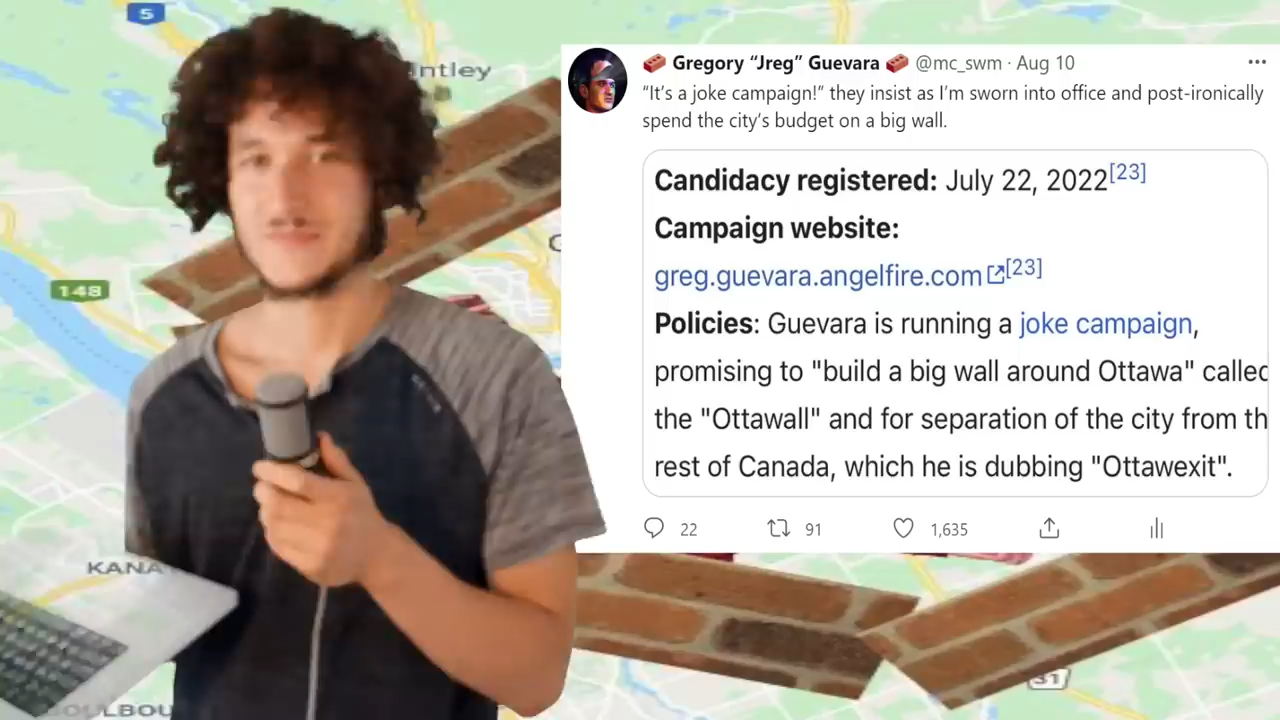 5
ntley
148
🧱 Gregory “Jreg” Guevara 🧱 @mc_swm · Aug 10
“It’s a joke campaign!” they insist as I’m sworn into office and post-ironically
spend the city’s budget on a big wall.
Candidacy registered: July 22, 2022[23]
Campaign website:
greg.guevara.angelfire.com[23]
Policies: Guevara is running a joke campaign,
promising to "build a big wall around Ottawa" called
the "Ottawall" and for separation of the city from th
rest of Canada, which he is dubbing "Ottawexit".
22 91 1,635
KANA
31